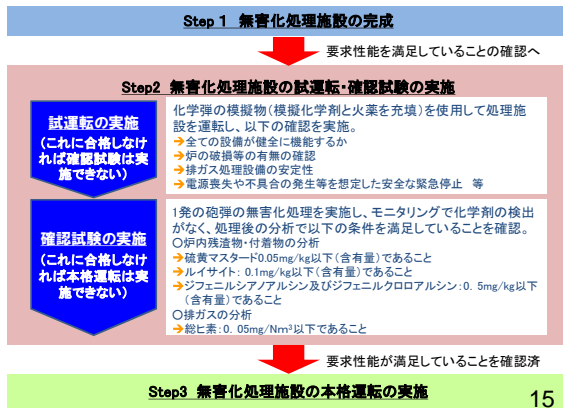 Step 1 無害化処理施設の完成
要求性能を満足していることの確認へ
Step2 無害化処理施設の試運転・確認試験の実施
試運転の実施
(これに合格しなけ
れば確認試験は実
施できない)
化学弾の模擬物(模擬化学剤と火薬を充填)を使用して処理施
設を運転し、以下の確認を実施。
➔全ての設備が健全に機能するか
➔炉の破損等の有無の確認
➔排ガス処理設備の安定性
➔電源喪失や不具合の発生等を想定した安全な緊急停止 等
確認試験の実施
(これに合格しなけ
れば本格運転は実
施できない)
1発の砲弾の無害化処理を実施し、モニタリングで化学剤の検出
がなく、処理後の分析で以下の条件を満足していることを確認。
○炉内残渣物・付着物の分析
➔硫黄マスタード0.05mg/kg以下(含有量)であること
➔ルイサイト: 0.1mg/kg以下(含有量)であること
➔ジフェニルシアノアルシン及びジフェニルクロロアルシン:0. 5mg/kg以下
(含有量)であること
○排ガスの分析
➔総ヒ素:0. 05mg/Nm³以下であること
要求性能が満足していることを確認済
Step3 無害化処理施設の本格運転の実施
15